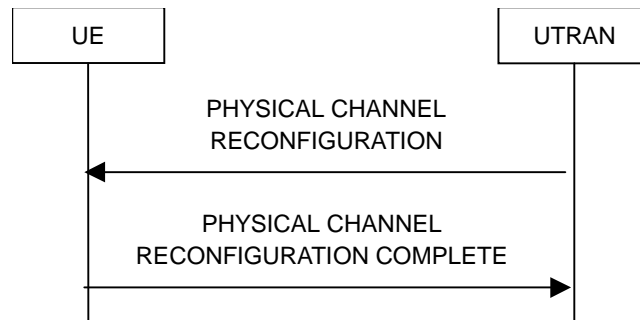 UE
UTRAN
PHYSICAL CHANNEL
RECONFIGURATION
PHYSICAL CHANNEL
RECONFIGURATION COMPLETE